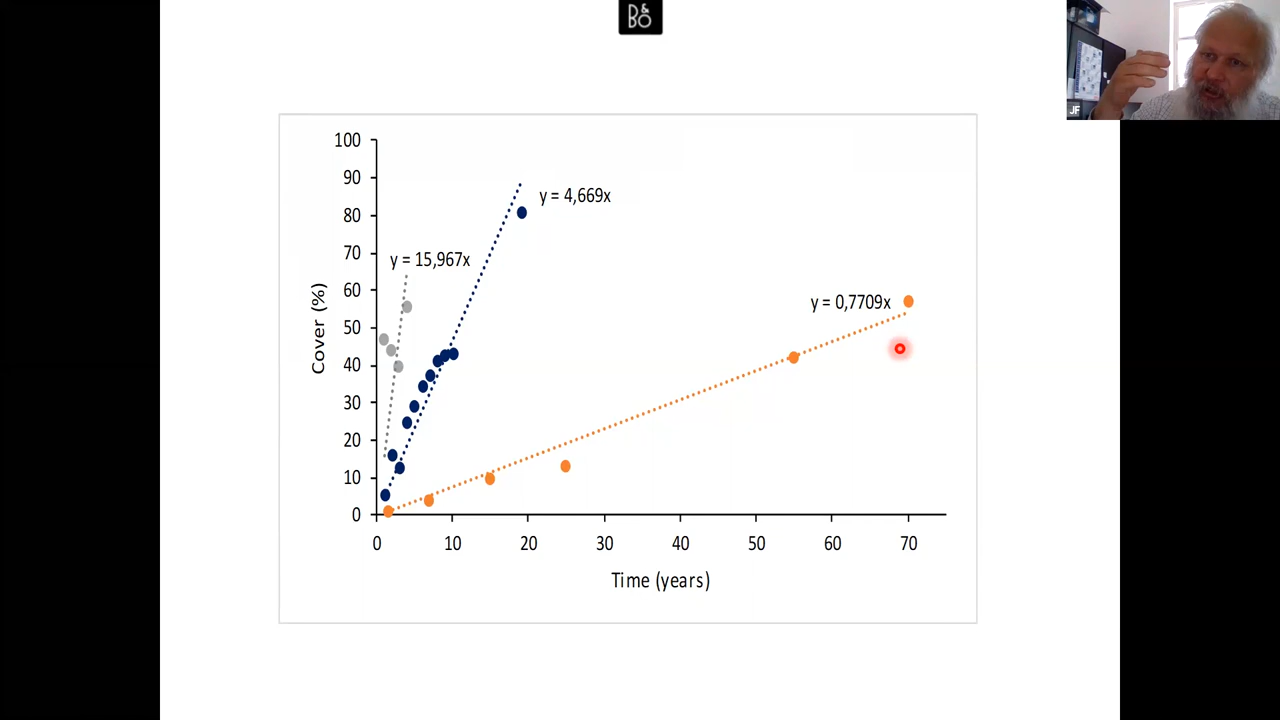 B&
BO
JF
100
90
80
70
60
50
40
30
20
10
0
Cover (%)
y = 4,669x
y = 15,967x
y = 0,7709x
0 10 20 30 40 50 60 70
Time (years)